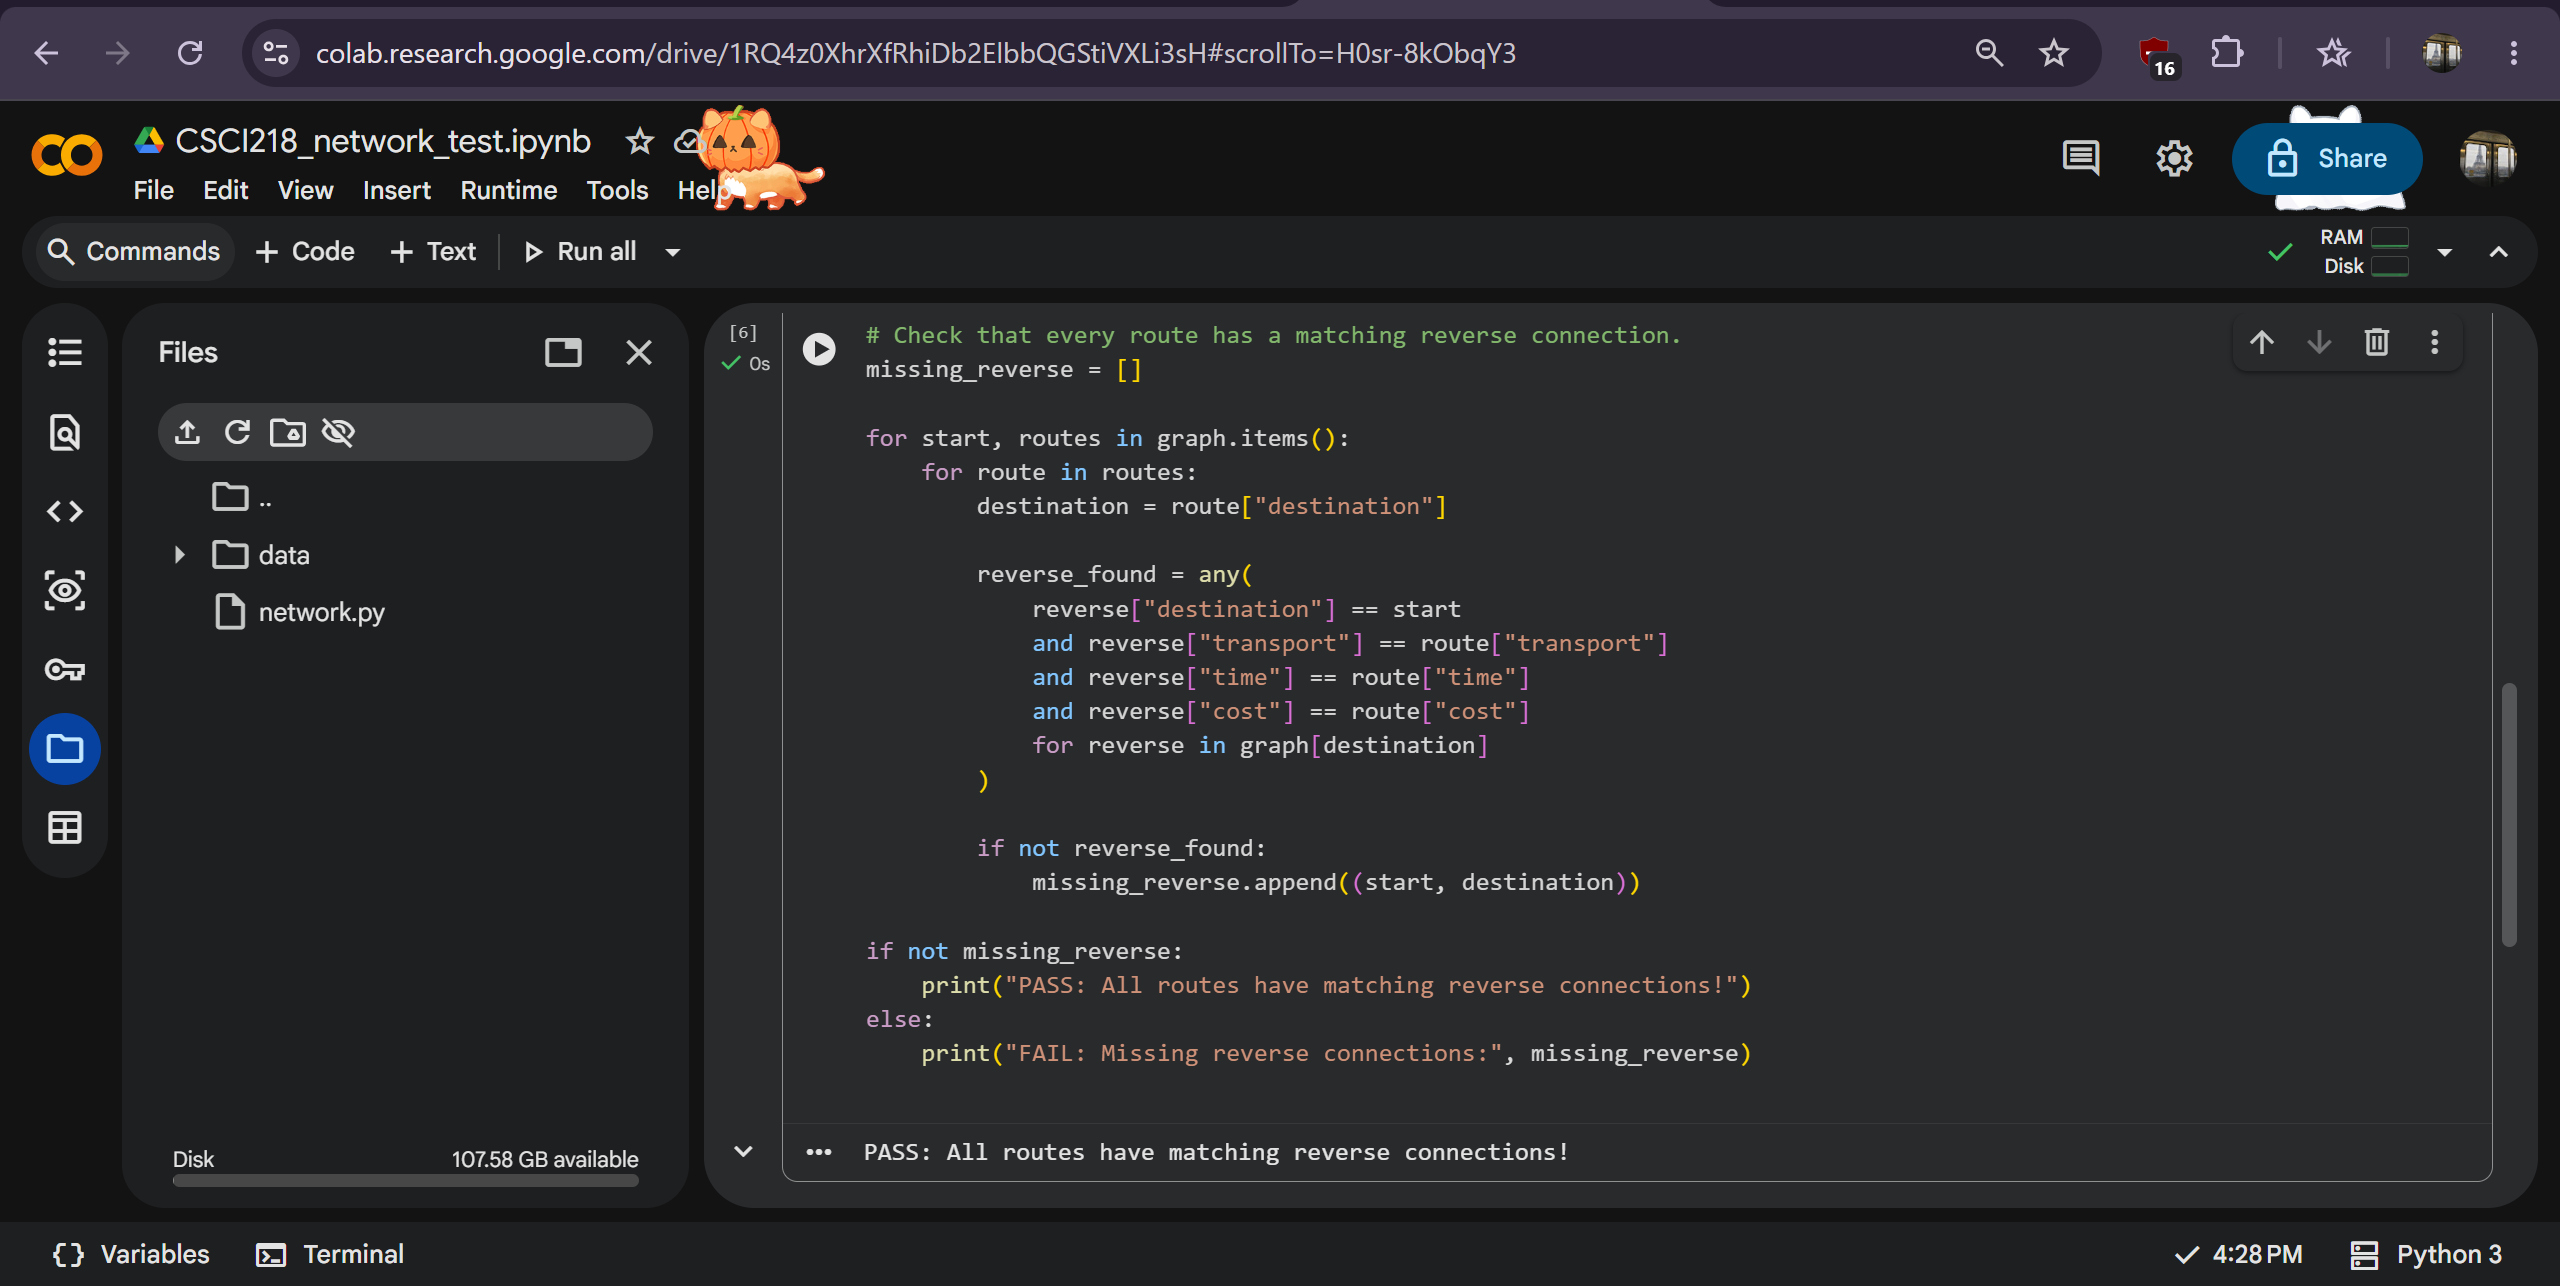 colab.research.google.com/drive/1RQ4z0XhrXfRhiDb2ElbbQGStiVXLi3sH#scrollTo=H0sr-8kObqY3
16
CSCI218_network_test.ipynb
File Edit View Insert Runtime Tools Help
Share
Commands + Code + Text Run all
RAM
Disk
Files
..
data
network.py
Disk 107.58 GB available
[6]
0s
# Check that every route has a matching reverse connection.
missing_reverse = []
for start, routes in graph.items():
    for route in routes:
        destination = route["destination"]
        reverse_found = any(
            reverse["destination"] == start
            and reverse["transport"] == route["transport"]
            and reverse["time"] == route["time"]
            and reverse["cost"] == route["cost"]
            for reverse in graph[destination]
        )
        if not reverse_found:
            missing_reverse.append((start, destination))
if not missing_reverse:
    print("PASS: All routes have matching reverse connections!")
else:
    print("FAIL: Missing reverse connections:", missing_reverse)
PASS: All routes have matching reverse connections!
{} Variables Terminal
4:28 PM Python 3